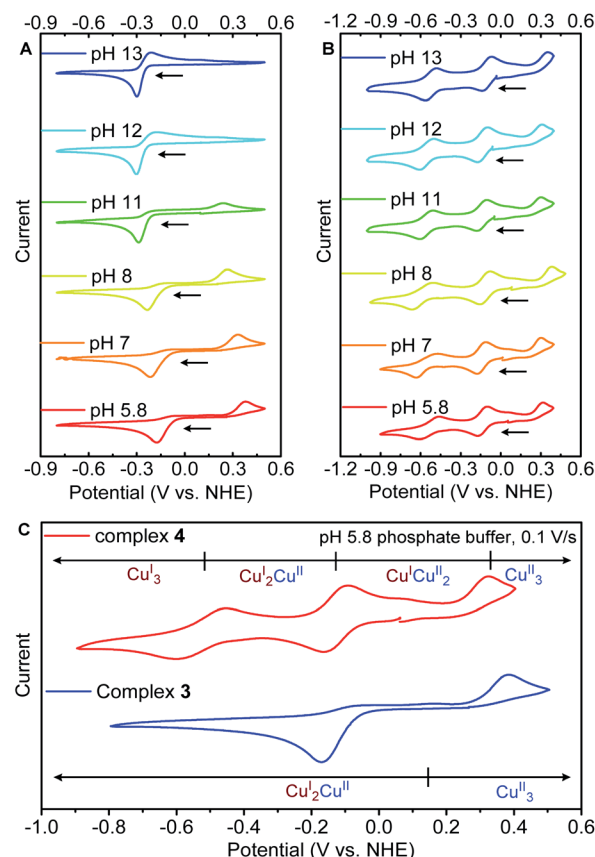 -0.9 -0.6 -0.3 0.0 0.3 0.6
-1.2 -0.9 -0.6 -0.3 0.0 0.3 0.6
A
pH 13
pH 12
pH 11
pH 8
pH 7
pH 5.8
Current
-0.9 -0.6 -0.3 0.0 0.3 0.6
Potential (V vs. NHE)
B
pH 13
pH 12
pH 11
pH 8
pH 7
pH 5.8
Current
-1.2 -0.9 -0.6 -0.3 0.0 0.3 0.6
Potential (V vs. NHE)
C
complex 4
pH 5.8 phosphate buffer, 0.1 V/s
Cuᴵ₃ Cuᴵ₂Cuᴵᴵ CuᴵCuᴵᴵ₂ Cuᴵᴵ₃
Complex 3
Cuᴵ₂Cuᴵᴵ Cuᴵᴵ₃
Current
-1.0 -0.8 -0.6 -0.4 -0.2 0.0 0.2 0.4 0.6
Potential (V vs. NHE)